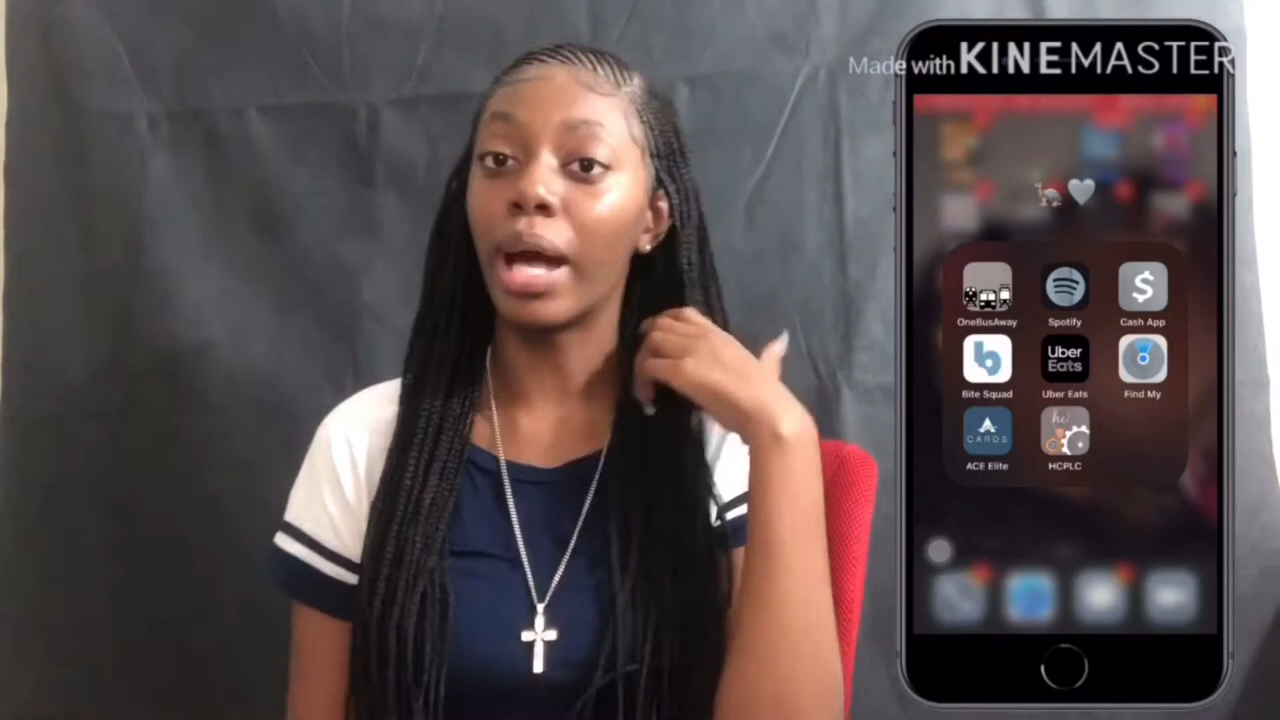 Made with KINEMASTER
OneBusAway Spotify Cash App
$
b
Uber
Eats
Bite Squad Uber Eats Find My
A
CARDS
hc
ACE Elite HCPLC